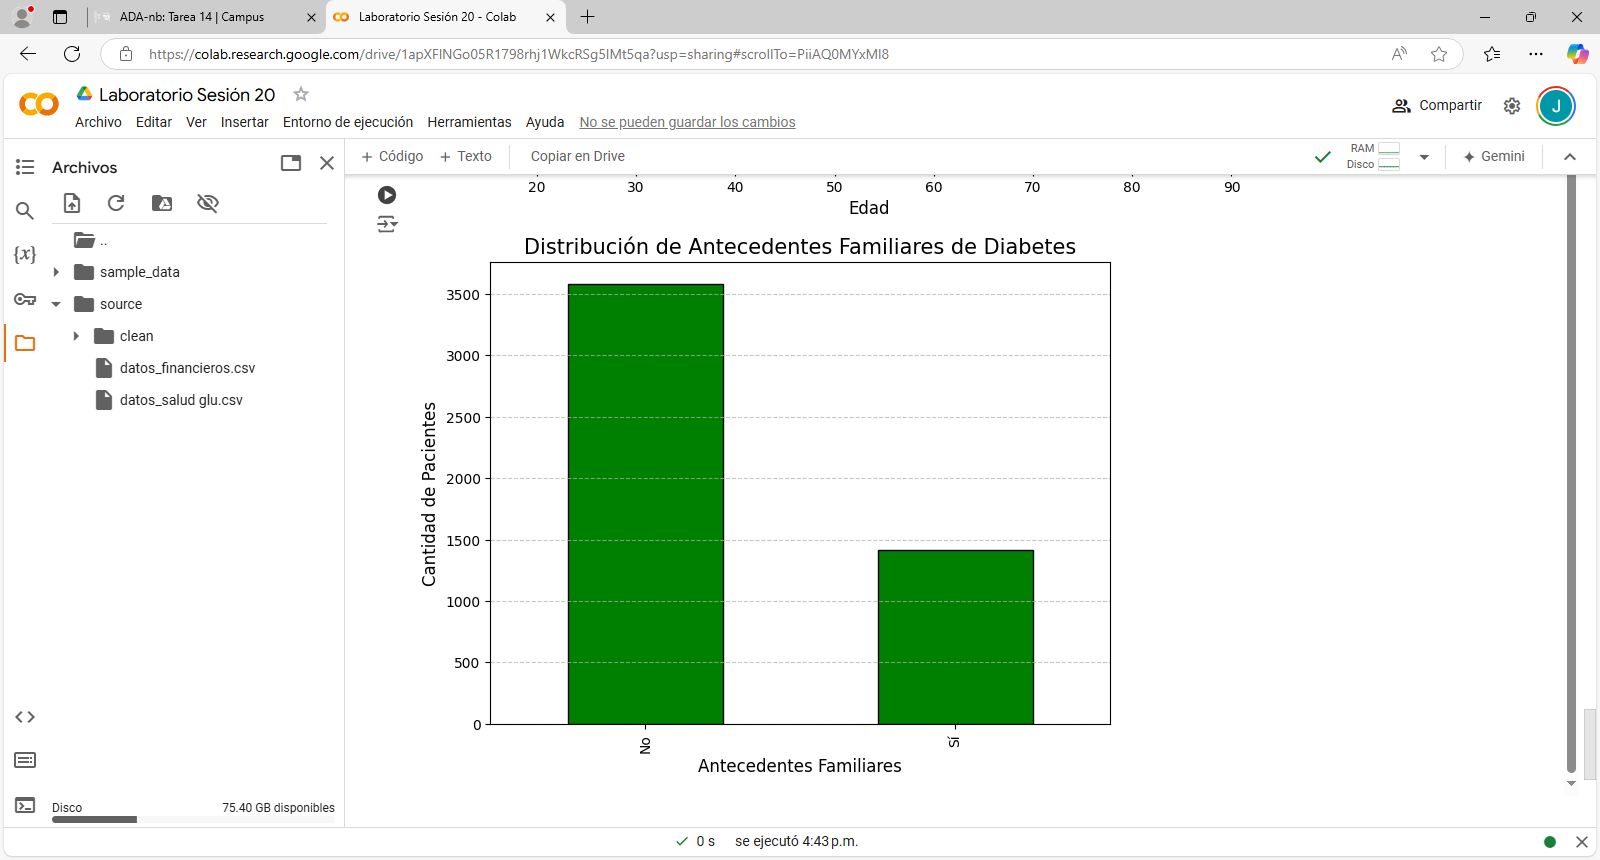 ADA-nb: Tarea 14 | Campus
Laboratorio Sesión 20 - Colab
https://colab.research.google.com/drive/1apXFINGo05R1798rhj1WkcRSg5IMt5qa?usp=sharing#scrollTo=PiiAQ0MYxMI8
Laboratorio Sesión 20
Archivo Editar Ver Insertar Entorno de ejecución Herramientas Ayuda No se pueden guardar los cambios
Compartir
J
Archivos
+ Código + Texto Copiar en Drive
RAM
Disco
Gemini
..
sample_data
source
clean
datos_financieros.csv
datos_salud glu.csv
Disco 75.40 GB disponibles
20 30 40 50 60 70 80 90
Edad
Distribución de Antecedentes Familiares de Diabetes
3500
3000
2500
2000
1500
1000
500
0
Cantidad de Pacientes
No Sí
Antecedentes Familiares
0 s se ejecutó 4:43 p.m.